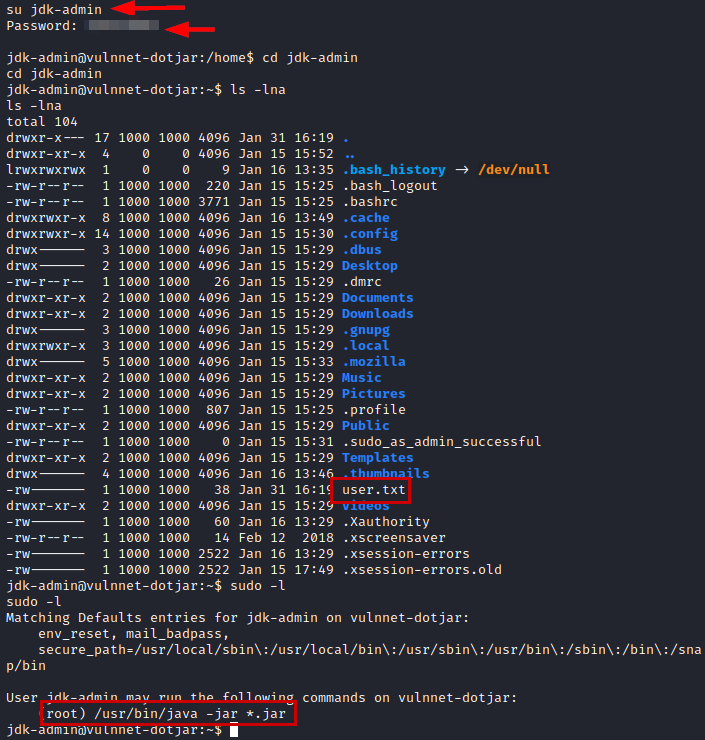 su jdk-admin
Password:
jdk-admin@vulnnet-dotjar:/home$ cd jdk-admin
cd jdk-admin
jdk-admin@vulnnet-dotjar:~$ ls -lna
ls -lna
total 104
drwxr-x--- 17 1000 1000 4096 Jan 31 16:19 .
drwxr-xr-x  4    0    0 4096 Jan 15 15:52 ..
lrwxrwxrwx  1    0    0    9 Jan 16 13:35 .bash_history -> /dev/null
-rw-r--r--  1 1000 1000  220 Jan 15 15:25 .bash_logout
-rw-r--r--  1 1000 1000 3771 Jan 15 15:25 .bashrc
drwxrwxr-x  8 1000 1000 4096 Jan 16 13:49 .cache
drwxrwxr-x 14 1000 1000 4096 Jan 15 15:30 .config
drwx------  3 1000 1000 4096 Jan 15 15:29 .dbus
drwx------  2 1000 1000 4096 Jan 15 15:29 Desktop
-rw-r--r--  1 1000 1000   26 Jan 15 15:29 .dmrc
drwxr-xr-x  2 1000 1000 4096 Jan 15 15:29 Documents
drwxr-xr-x  2 1000 1000 4096 Jan 15 15:29 Downloads
drwx------  3 1000 1000 4096 Jan 15 15:29 .gnupg
drwxrwxr-x  3 1000 1000 4096 Jan 15 15:29 .local
drwx------  5 1000 1000 4096 Jan 15 15:33 .mozilla
drwxr-xr-x  2 1000 1000 4096 Jan 15 15:29 Music
drwxr-xr-x  2 1000 1000 4096 Jan 15 15:29 Pictures
-rw-r--r--  1 1000 1000  807 Jan 15 15:25 .profile
drwxr-xr-x  2 1000 1000 4096 Jan 15 15:29 Public
-rw-r--r--  1 1000 1000    0 Jan 15 15:31 .sudo_as_admin_successful
drwxr-xr-x  2 1000 1000 4096 Jan 15 15:29 Templates
drwx------  4 1000 1000 4096 Jan 16 13:46 .thumbnails
-rw-------  1 1000 1000   38 Jan 31 16:19 user.txt
drwxr-xr-x  2 1000 1000 4096 Jan 15 15:29 Videos
-rw-------  1 1000 1000   60 Jan 16 13:29 .Xauthority
-rw-r--r--  1 1000 1000   14 Feb 12  2018 .xscreensaver
-rw-------  1 1000 1000 2522 Jan 16 13:29 .xsession-errors
-rw-------  1 1000 1000 2522 Jan 15 17:49 .xsession-errors.old
jdk-admin@vulnnet-dotjar:~$ sudo -l
sudo -l
Matching Defaults entries for jdk-admin on vulnnet-dotjar:
    env_reset, mail_badpass,
    secure_path=/usr/local/sbin\:/usr/local/bin\:/usr/sbin\:/usr/bin\:/sbin\:/bin\:/sna
p/bin
User jdk-admin may run the following commands on vulnnet-dotjar:
    (root) /usr/bin/java -jar *.jar
jdk-admin@vulnnet-dotjar:~$